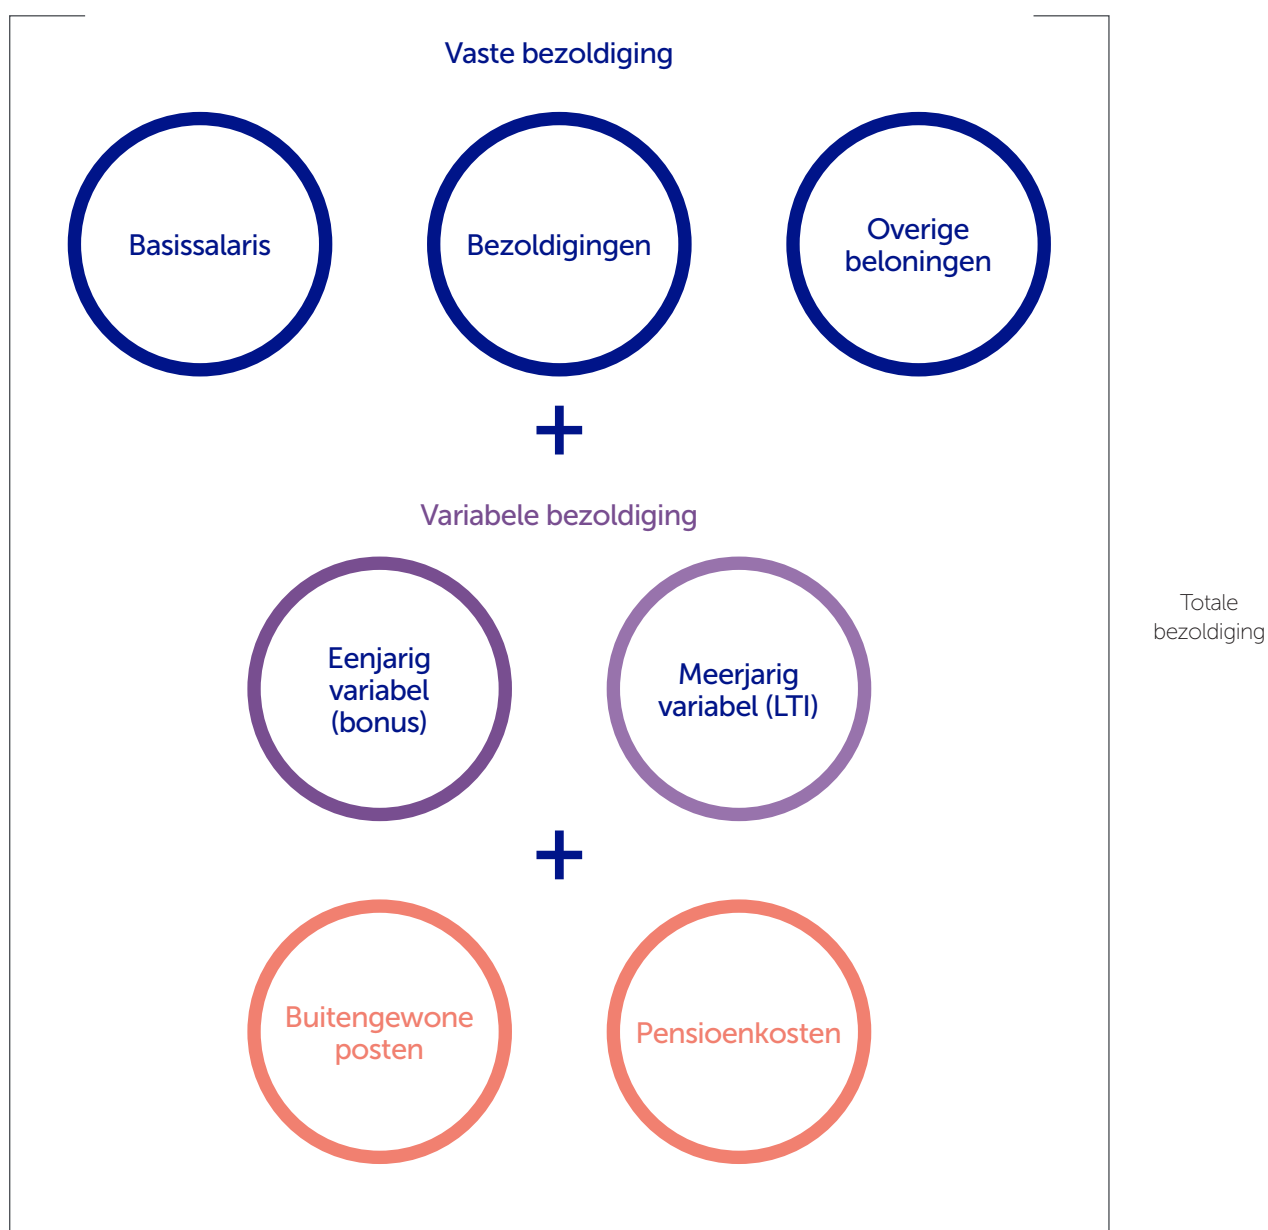 Vaste bezoldiging
Basissalaris
Bezoldigingen
Overige
beloningen
+
Variabele bezoldiging
Eenjarig
variabel
(bonus)
Meerjarig
variabel (LTI)
+
Buitengewone
posten
Pensioenkosten
Totale
bezoldiging